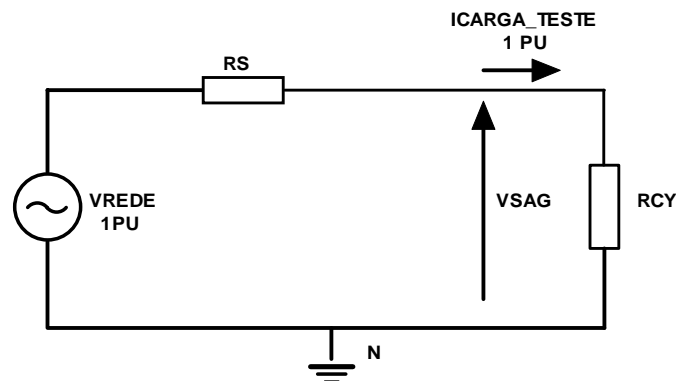 ICARGA_TESTE
1 PU
RS
VREDE
1PU
VSAG
RCY
N